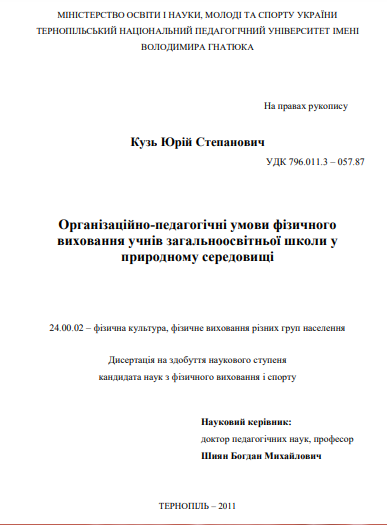 МІНІСТЕРСТВО ОСВІТИ І НАУКИ, МОЛОДІ ТА СПОРТУ УКРАЇНИ
ТЕРНОПІЛЬСЬКИЙ НАЦІОНАЛЬНИЙ ПЕДАГОГІЧНИЙ УНІВЕРСИТЕТ ІМЕНІ
ВОЛОДИМИРА ГНАТЮКА
На правах рукопису
Кузь Юрій Степанович
УДК 796.011.3 – 057.87
Організаційно-педагогічні умови фізичного
виховання учнів загальноосвітньої школи у
природному середовищі
24.00.02 – фізична культура, фізичне виховання різних груп населення
Дисертація на здобуття наукового ступеня
кандидата наук з фізичного виховання і спорту
Науковий керівник:
доктор педагогічних наук, професор
Шиян Богдан Михайлович
ТЕРНОПІЛЬ – 2011